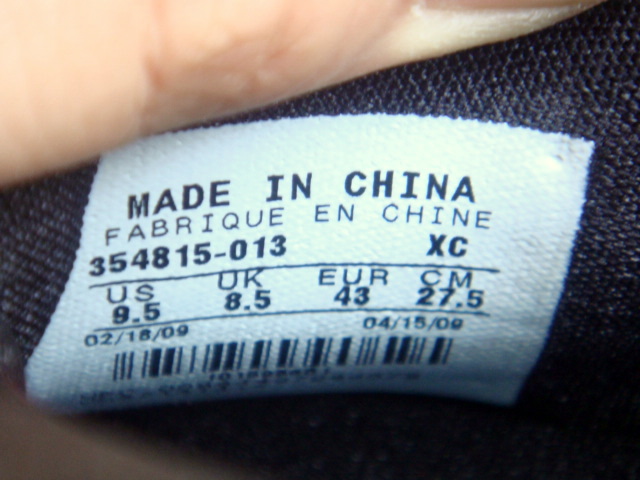 MADE IN CHINA
FABRIQUE EN CHINE
354815-013 XC
US UK EUR CM
9.5 8.5 43 27.5
02/18/09 04/15/09